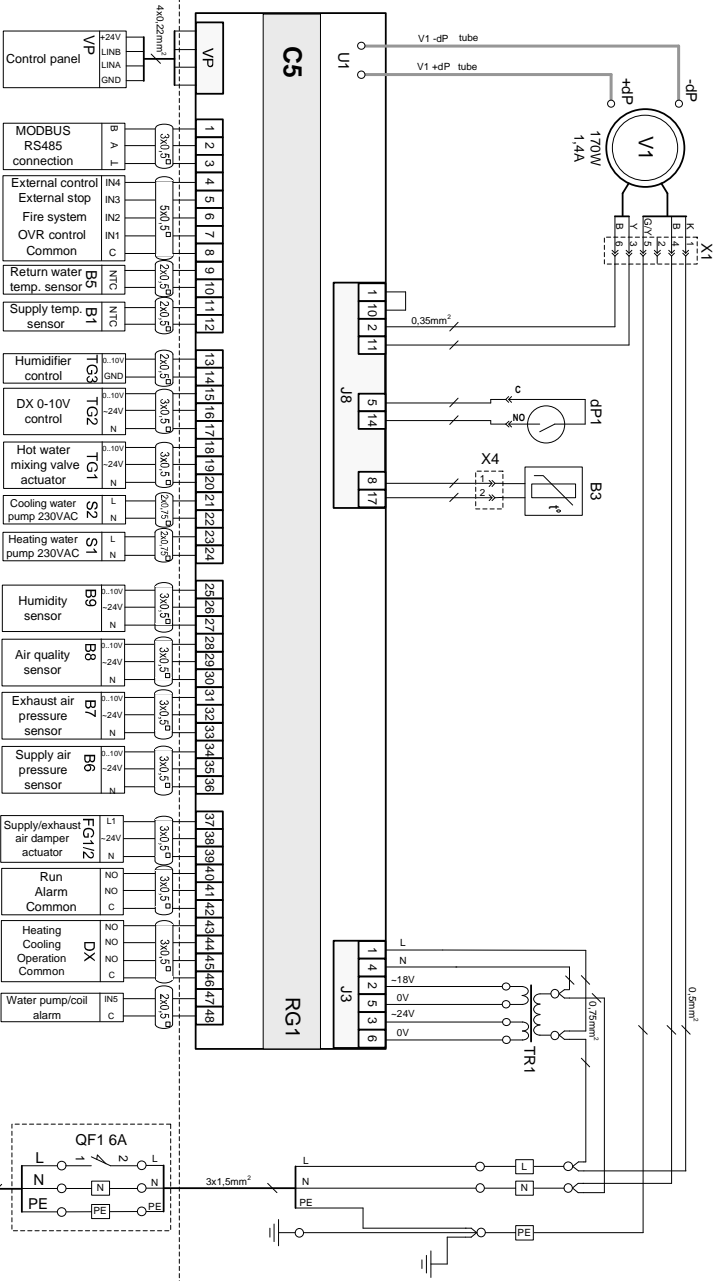 4x0,22mm²
Control panel
VP
+24V
LINB
LINA
GND
VP
MODBUS
RS485
connection
B
A
3x0,5
1
2
3
External control
External stop
Fire system
OVR control
Common
IN4
IN3
IN2
IN1
C
5x0,5
4
5
6
7
8
Return water
temp. sensor
B5
NTC
2x0,5
9
10
Supply temp.
sensor
B1
NTC
2x0,5
11
12
Humidifier
control
TG3
0..10V
GND
2x0,5
13
14
DX 0-10V
control
TG2
0..10V
~24V
N
3x0,5
15
16
17
Hot water
mixing valve
actuator
TG1
0..10V
~24V
N
3x0,5
18
19
20
Cooling water
pump 230VAC
S2
L
N
2x0,75
21
22
Heating water
pump 230VAC
S1
L
N
2x0,75
23
24
Humidity
sensor
B9
0..10V
~24V
N
3x0,5
25
26
27
Air quality
sensor
B8
0..10V
~24V
N
3x0,5
28
29
30
Exhaust air
pressure
sensor
B7
0..10V
~24V
N
3x0,5
31
32
33
Supply air
pressure
sensor
B6
0..10V
~24V
N
3x0,5
34
35
36
Supply/exhaust
air damper
actuator
FG1/2
L1
~24V
N
3x0,5
37
38
39
Run
Alarm
Common
NO
NO
C
3x0,5
40
41
42
Heating
Cooling
Operation
Common
DX
NO
NO
NO
C
3x0,5
43
44
45
46
Water pump/coil
alarm
IN5
C
2x0,5
47
48
C5
RG1
U1
V1 -dP tube
V1 +dP tube
-dP
+dP
V1
170W
1,4A
K
B
G/Y
Y
B
1
4
2
5
3
6
X1
J8
1
10
2
11
5
14
8
17
0,35mm²
C
NO
dP1
X4
1
2
B3
t°
0,5mm²
J3
1
4
2
5
3
6
L
N
~18V
0V
~24V
0V
TR1
0,75mm²
QF1 6A
L
1
2
L
N
N
N
PE
PE
PE
3x1,5mm²
L
N
PE
L
N
PE